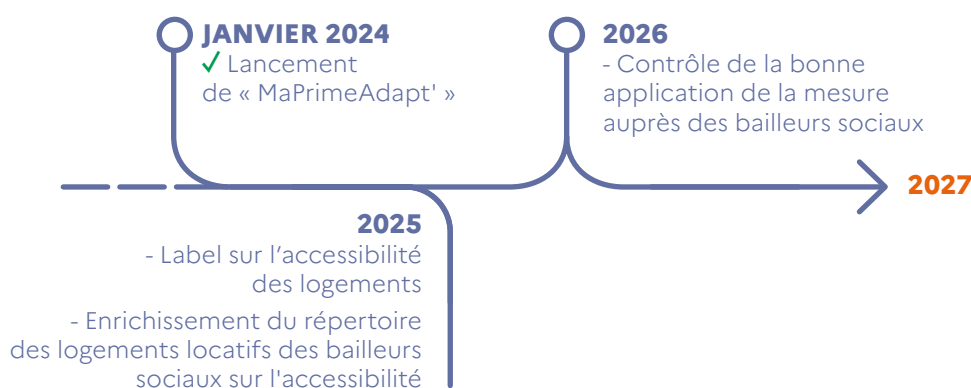 JANVIER 2024
✓ Lancement
de « MaPrimeAdapt' »
2025
- Label sur l’accessibilité
des logements
- Enrichissement du répertoire
des logements locatifs des bailleurs
sociaux sur l'accessibilité
2026
- Contrôle de la bonne
application de la mesure
auprès des bailleurs sociaux
2027